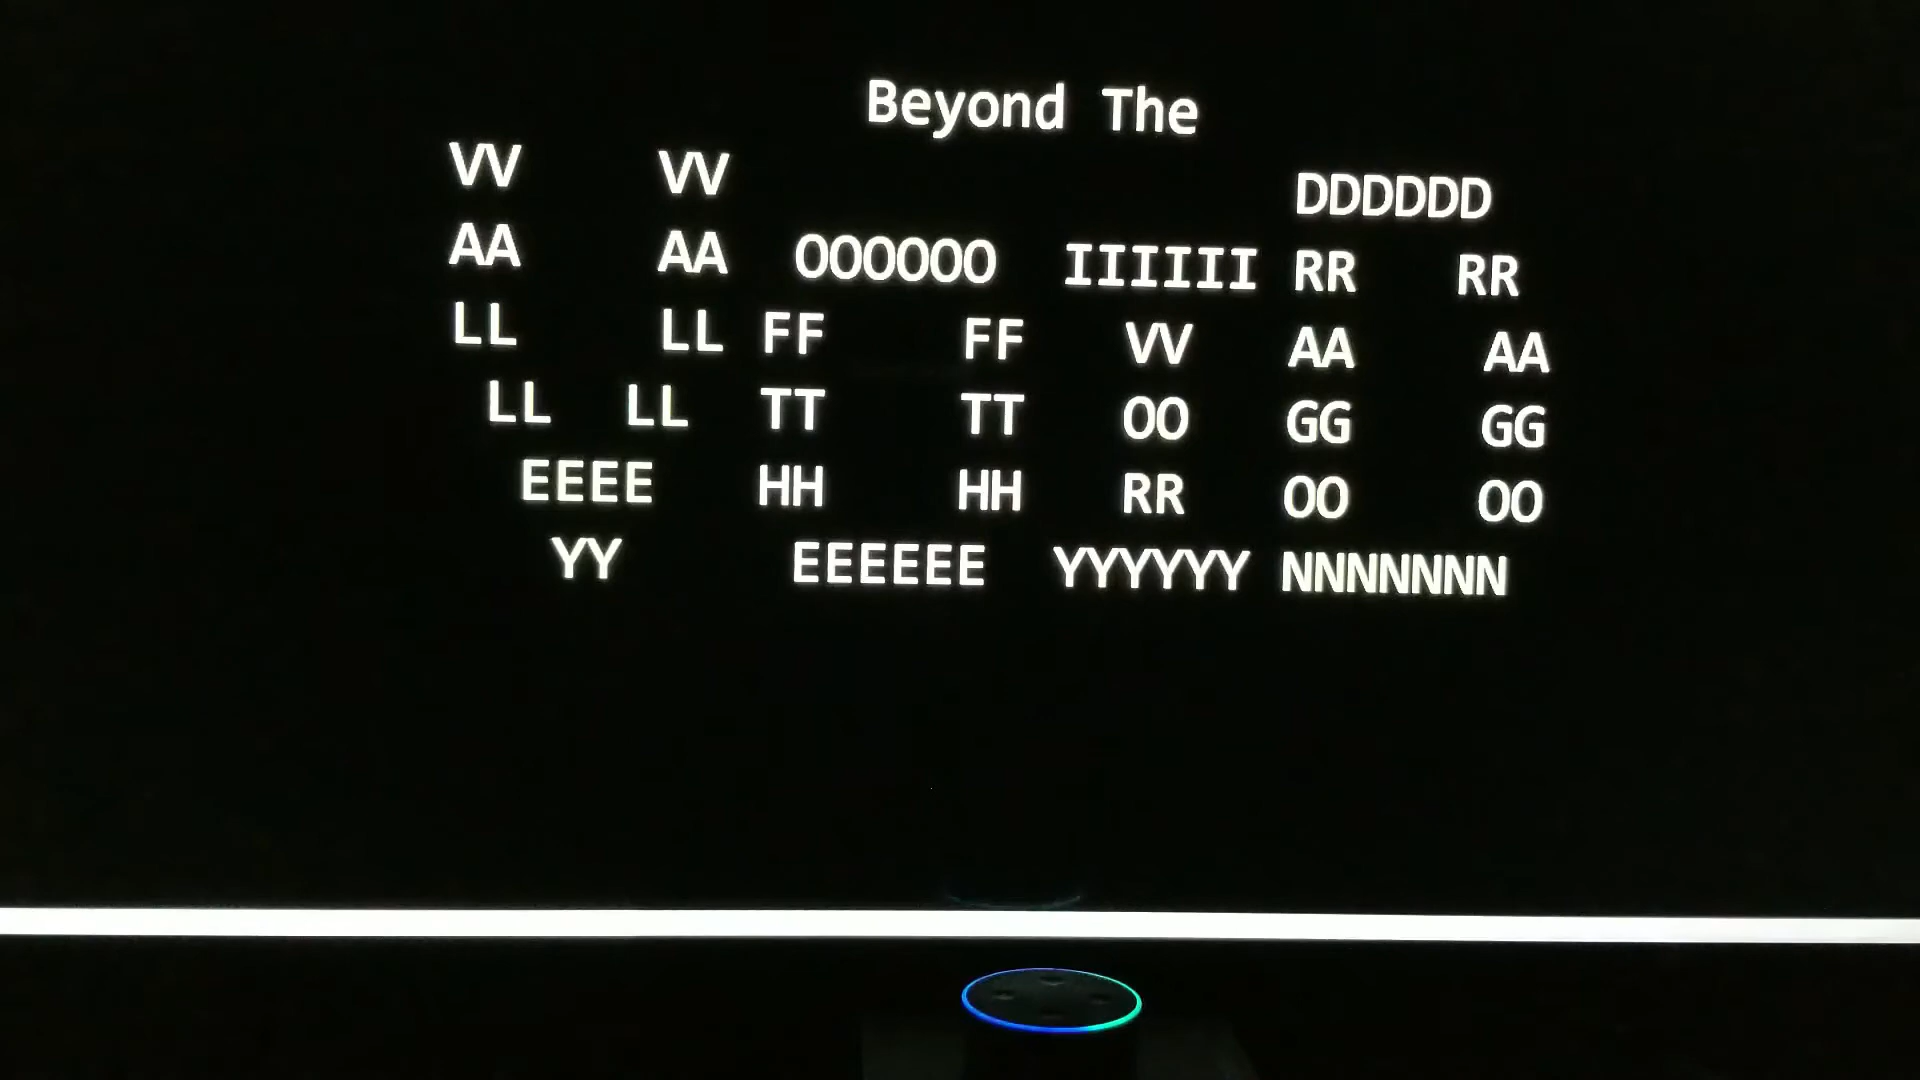 Beyond The
VV VV DDDDDD
AA AA OOOOOO IIIIII RR RR
LL LL FF FF VV AA AA
LL LL TT TT OO GG GG
EEEE HH HH RR OO OO
YY EEEEEE YYYYYY NNNNNNN